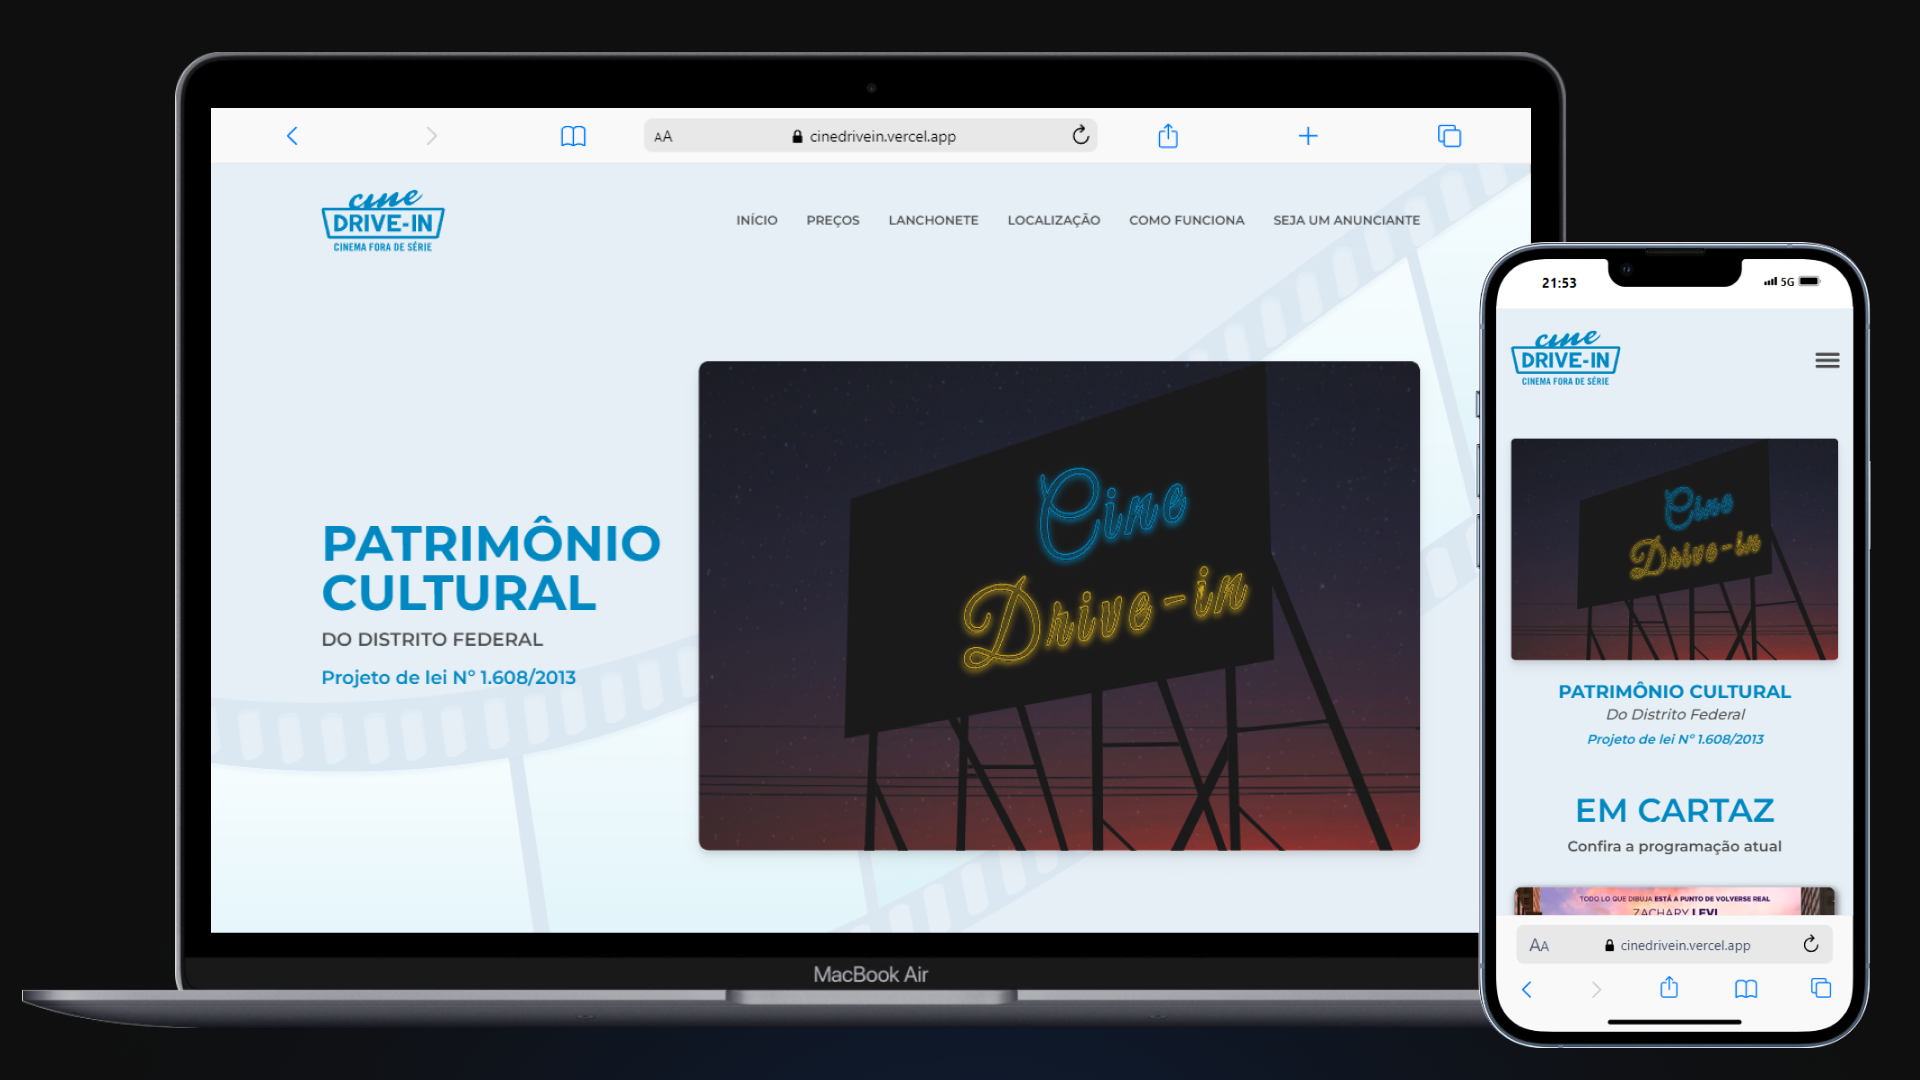 AA
cinedrivein.vercel.app
cine
DRIVE-IN
CINEMA FORA DE SÉRIE
INÍCIO
PREÇOS
LANCHONETE
LOCALIZAÇÃO
COMO FUNCIONA
SEJA UM ANUNCIANTE
PATRIMÔNIO
CULTURAL
DO DISTRITO FEDERAL
Projeto de lei Nº 1.608/2013
Cine
Drive-in
MacBook Air
21:53
5G
cine
DRIVE-IN
CINEMA FORA DE SÉRIE
Cine
Drive-in
PATRIMÔNIO CULTURAL
Do Distrito Federal
Projeto de lei Nº 1.608/2013
EM CARTAZ
Confira a programação atual
TODO LO QUE DIBUJA ESTÁ A PUNTO DE VOLVERSE REAL
ZACHARY LEVI
AA
cinedrivein.vercel.app